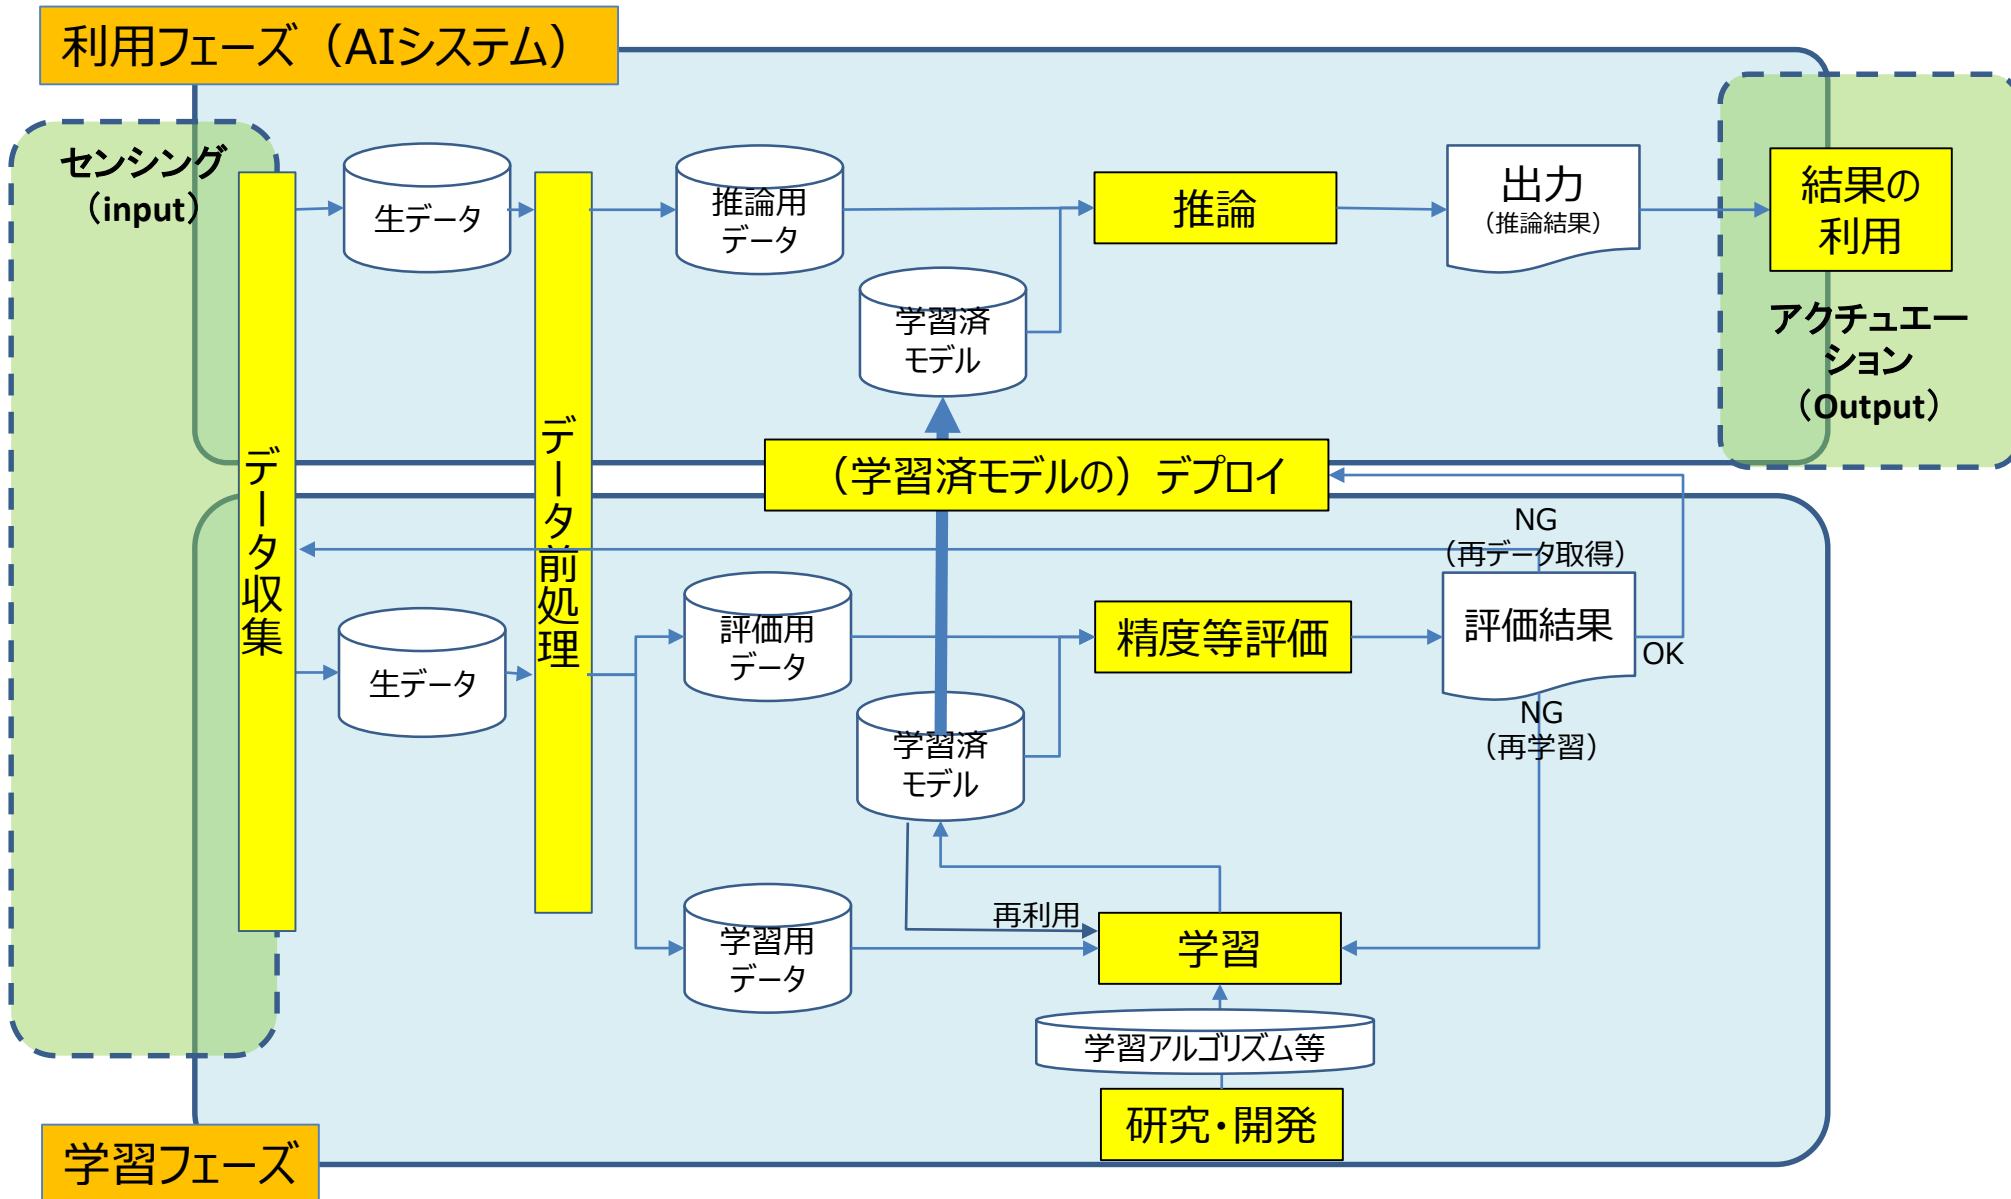 利用フェーズ（AIシステム）
センシング
（input）
データ収集
生データ
データ前処理
推論用
データ
学習済
モデル
推論
出力
（推論結果）
結果の
利用
アクチュエー
ション
（Output）
（学習済モデルの）デプロイ
NG
（再データ取得）
生データ
評価用
データ
精度等評価
評価結果
OK
NG
（再学習）
学習済
モデル
再利用
学習用
データ
学習
学習アルゴリズム等
研究・開発
学習フェーズ